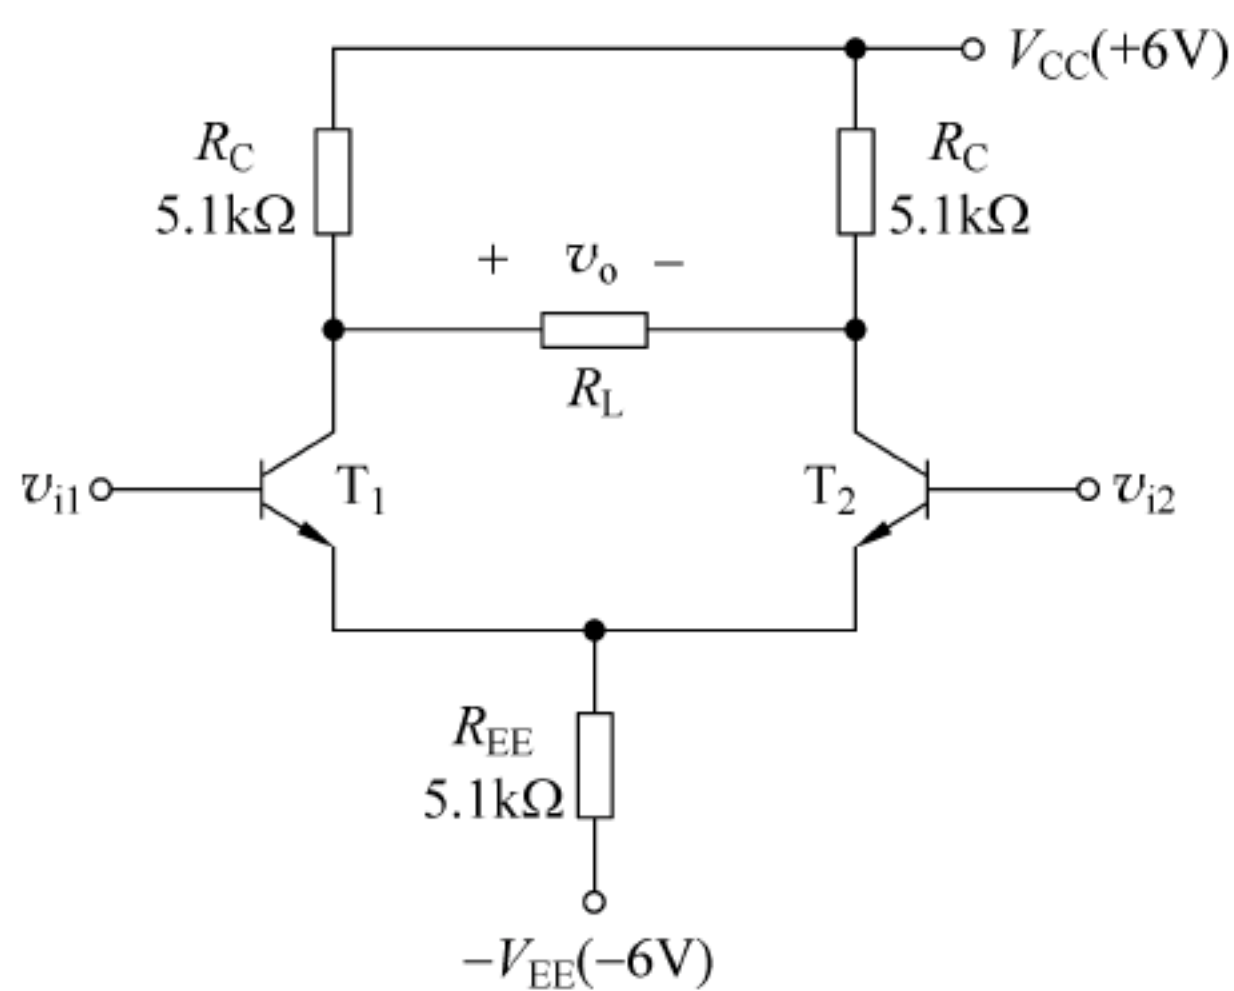 V_CC(+6V)
R_C
5.1kΩ
R_C
5.1kΩ
+ v_o −
R_L
v_i1
T_1
T_2
v_i2
R_EE
5.1kΩ
−V_EE(−6V)